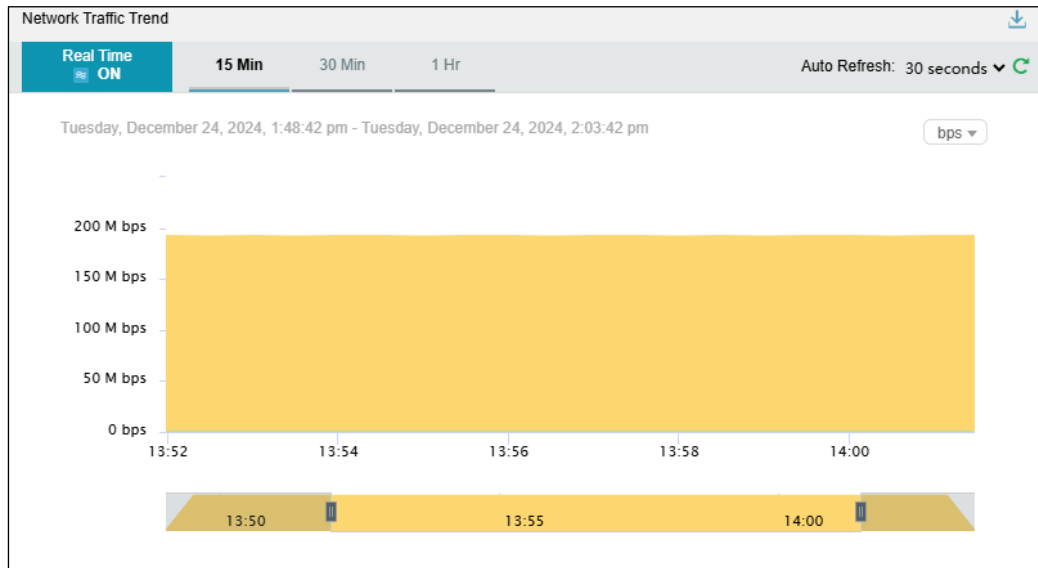 Network Traffic Trend
Real Time
ON
15 Min
30 Min
1 Hr
Auto Refresh: 30 seconds
Tuesday, December 24, 2024, 1:48:42 pm - Tuesday, December 24, 2024, 2:03:42 pm
bps
200 M bps
150 M bps
100 M bps
50 M bps
0 bps
13:52 13:54 13:56 13:58 14:00
13:50 13:55 14:00